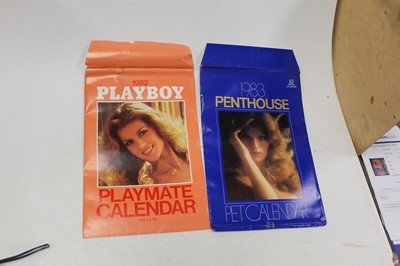 1982
PLAYBOY
PLAYMATE
CALENDAR
1983
PENTHOUSE
PET CALENDAR